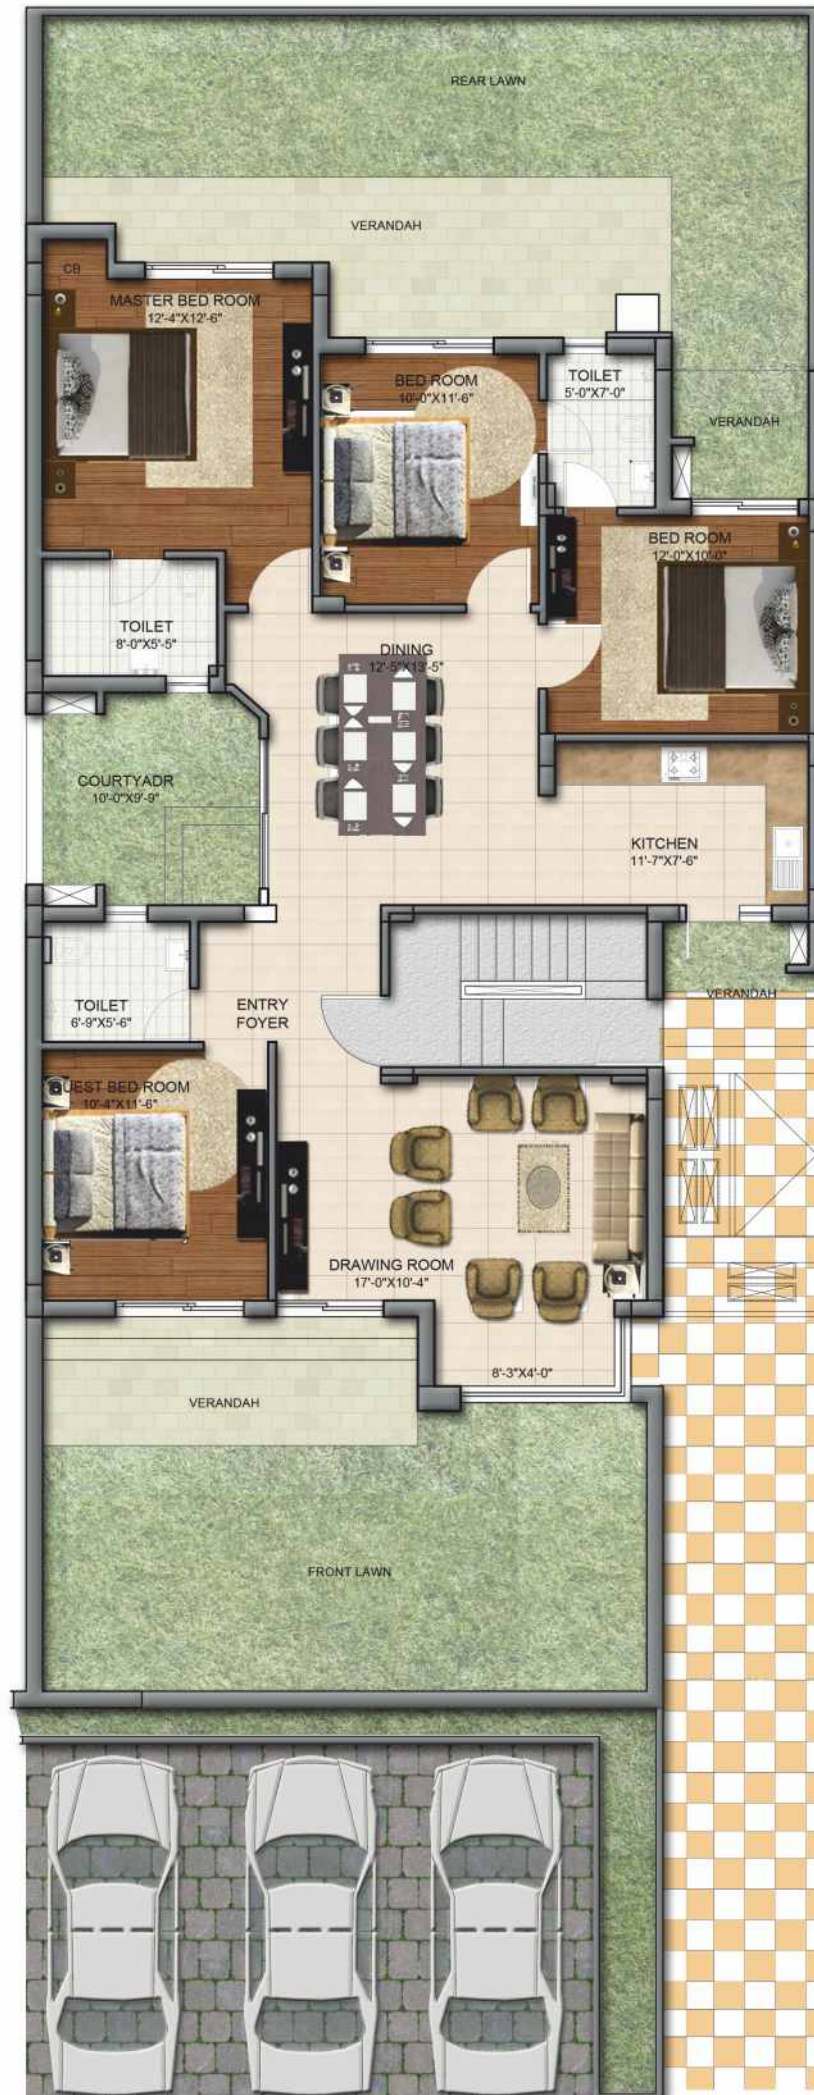 REAR LAWN
VERANDAH
CB
MASTER BED ROOM
12'-4"X12'-6"
BED ROOM
10'-0"X11'-6"
TOILET
5'-0"X7'-0"
VERANDAH
BED ROOM
12'-0"X10'-0"
TOILET
8'-0"X5'-5"
DINING
12'-5"X13'-5"
COURTYADR
10'-0"X9'-9"
KITCHEN
11'-7"X7'-6"
TOILET
6'-9"X5'-6"
ENTRY
FOYER
VERANDAH
GUEST BED ROOM
10'-4"X11'-6"
DRAWING ROOM
17'-0"X10'-4"
8'-3"X4'-0"
VERANDAH
FRONT LAWN